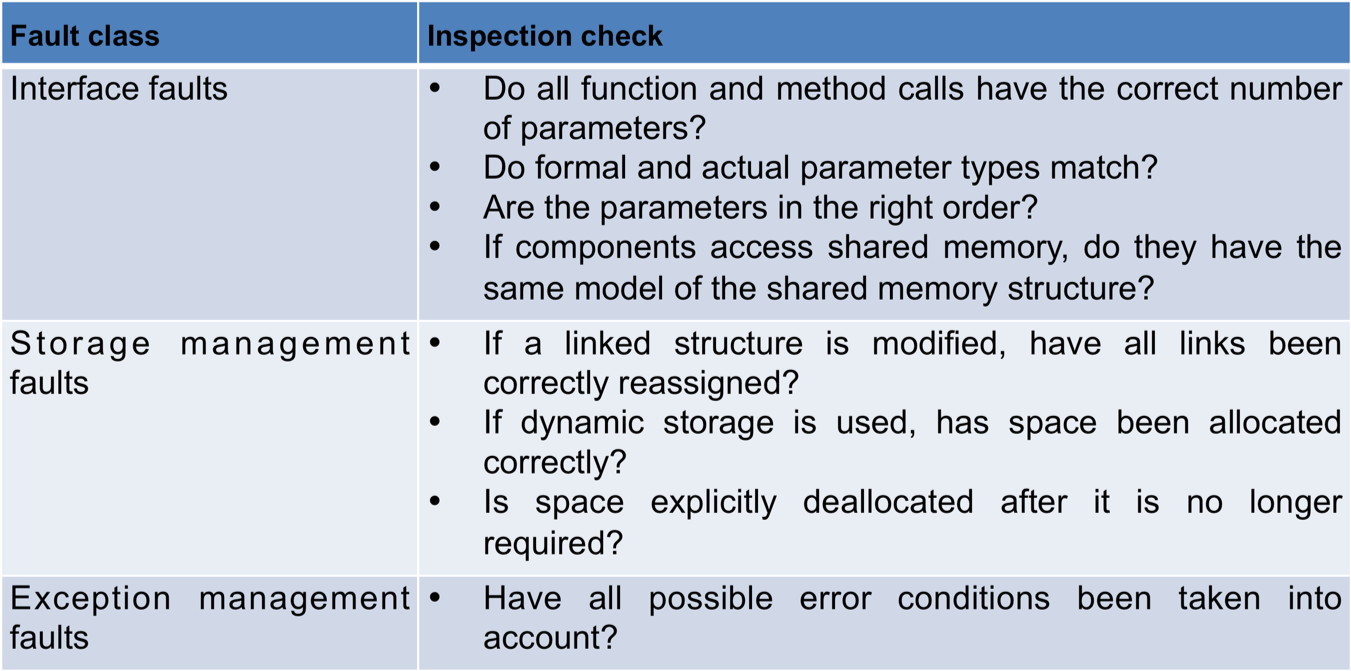 Fault class
Inspection check
Interface faults
• Do all function and method calls have the correct number
of parameters?
• Do formal and actual parameter types match?
• Are the parameters in the right order?
• If components access shared memory, do they have the
same model of the shared memory structure?
Storage management
faults
• If a linked structure is modified, have all links been
correctly reassigned?
• If dynamic storage is used, has space been allocated
correctly?
• Is space explicitly deallocated after it is no longer
required?
Exception management
faults
• Have all possible error conditions been taken into
account?